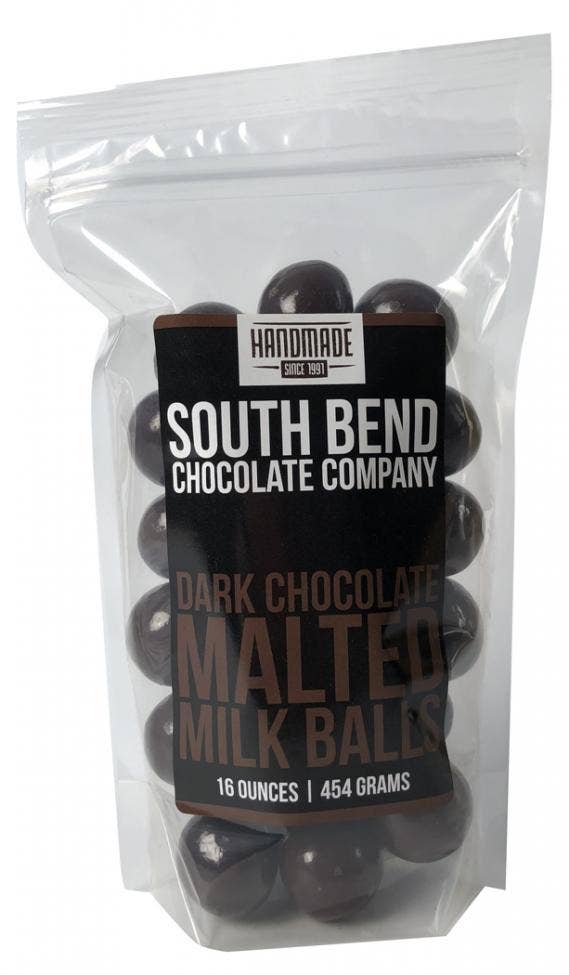 HANDMADE
SINCE 1991
SOUTH BEND
CHOCOLATE COMPANY
DARK CHOCOLATE
MALTED
MILK BALLS
16 OUNCES | 454 GRAMS